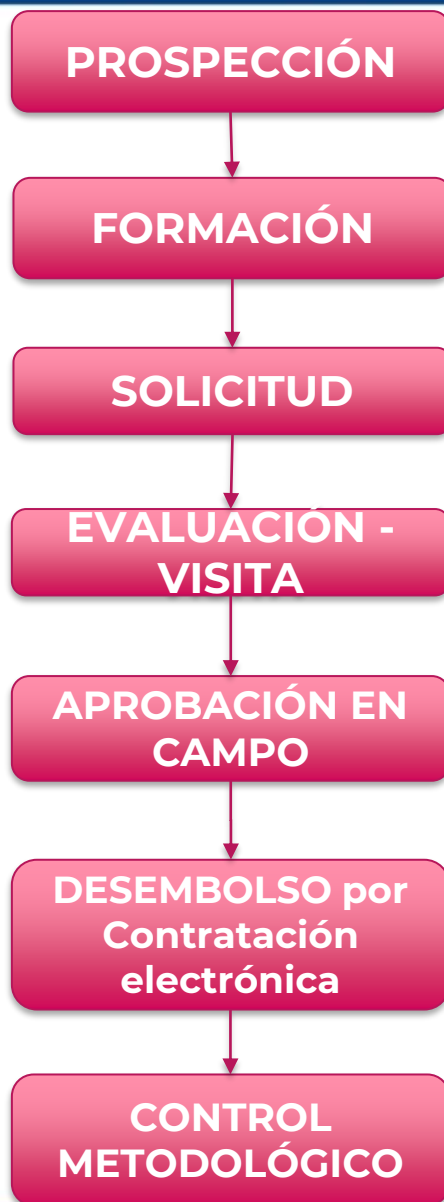 PROSPECCIÓN
FORMACIÓN
SOLICITUD
EVALUACIÓN -
VISITA
APROBACIÓN EN
CAMPO
DESEMBOLSO por
Contratación
electrónica
CONTROL
METODOLÓGICO